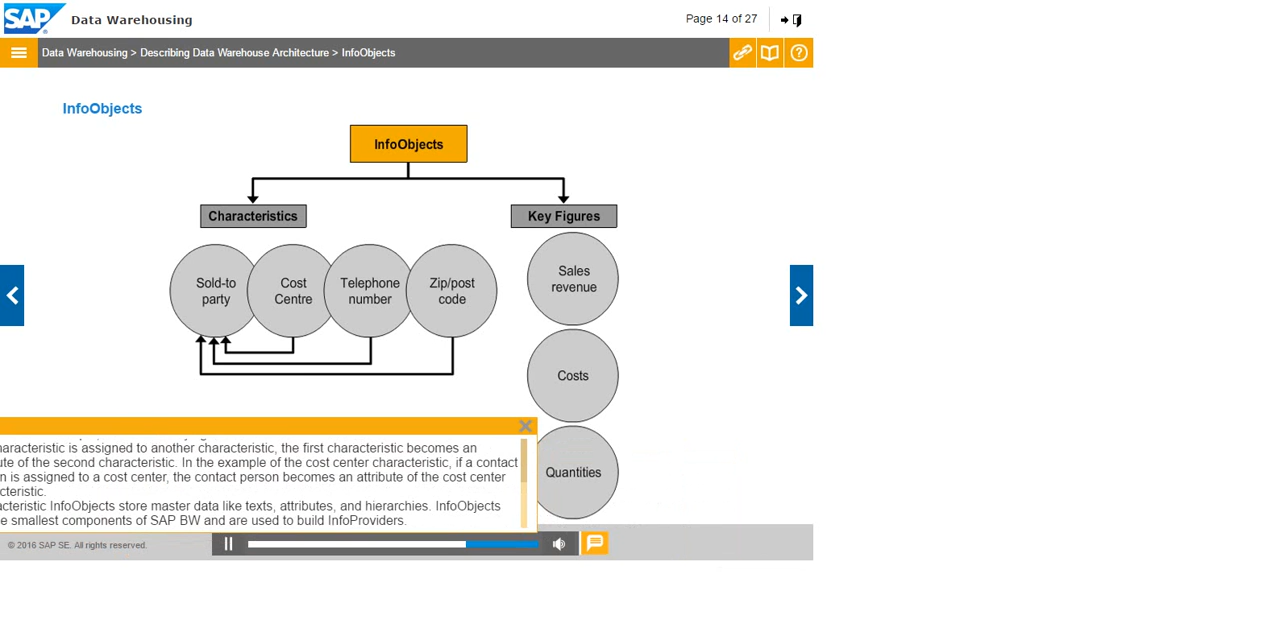 SAP
Data Warehousing
Page 14 of 27
Data Warehousing > Describing Data Warehouse Architecture > InfoObjects
InfoObjects
InfoObjects
Characteristics
Key Figures
Sold-to
party
Cost
Centre
Telephone
number
Zip/post
code
Sales
revenue
Costs
Quantities
is assigned to another characteristic, the first characteristic becomes an
of the second characteristic. In the example of the cost center characteristic, if a contact
is assigned to a cost center, the contact person becomes an attribute of the cost center
InfoObjects store master data like texts, attributes, and hierarchies. InfoObjects
smallest components of SAP BW and are used to build InfoProviders.
© 2016 SAP SE. All rights reserved.